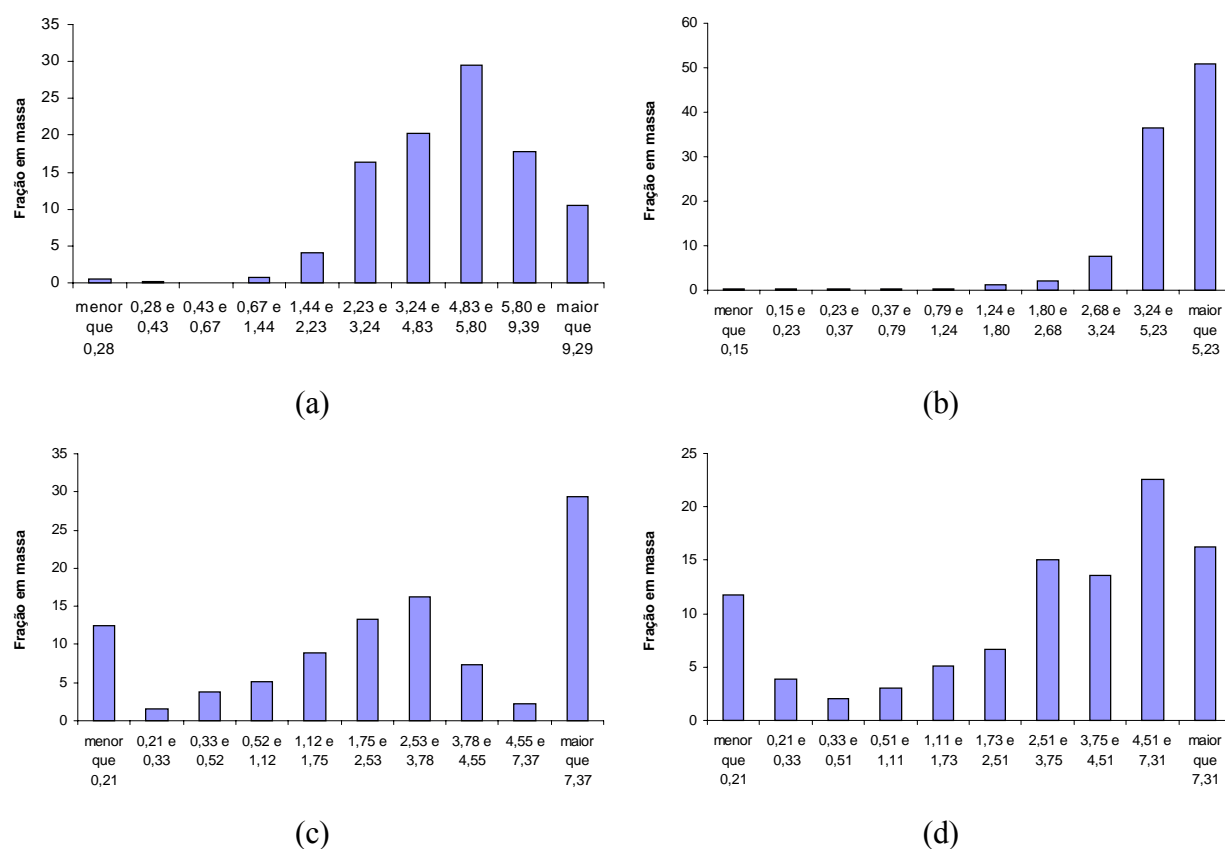 35
30
25
20
15
10
5
0
Fração em massa
menor que 0,28
0,28 e 0,43
0,43 e 0,67
0,67 e 1,44
1,44 e 2,23
2,23 e 3,24
3,24 e 4,83
4,83 e 5,80
5,80 e 9,39
maior que 9,29
(a)
60
50
40
30
20
10
0
Fração em massa
menor que 0,15
0,15 e 0,23
0,23 e 0,37
0,37 e 0,79
0,79 e 1,24
1,24 e 1,80
1,80 e 2,68
2,68 e 3,24
3,24 e 5,23
maior que 5,23
(b)
35
30
25
20
15
10
5
0
Fração em massa
menor que 0,21
0,21 e 0,33
0,33 e 0,52
0,52 e 1,12
1,12 e 1,75
1,75 e 2,53
2,53 e 3,78
3,78 e 4,55
4,55 e 7,37
maior que 7,37
(c)
25
20
15
10
5
0
Fração em massa
menor que 0,21
0,21 e 0,33
0,33 e 0,51
0,51 e 1,11
1,11 e 1,73
1,73 e 2,51
2,51 e 3,75
3,75 e 4,51
4,51 e 7,31
maior que 7,31
(d)